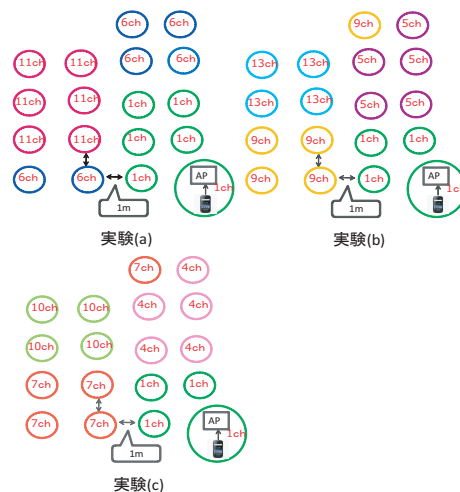 6ch 6ch
11ch 11ch 6ch 6ch
11ch 11ch 1ch 1ch
11ch 11ch 1ch 1ch
6ch 6ch 1ch AP 1ch
1m
実験(a)
9ch 5ch
13ch 13ch 5ch 5ch
13ch 13ch 5ch 5ch
9ch 9ch 1ch 1ch
9ch 9ch 1ch AP 1c
1m
実験(b)
7ch 4ch
10ch 10ch 4ch 4ch
10ch 10ch 4ch 4ch
7ch 7ch 1ch 1ch
7ch 7ch 1ch AP 1ch
1m
実験(c)